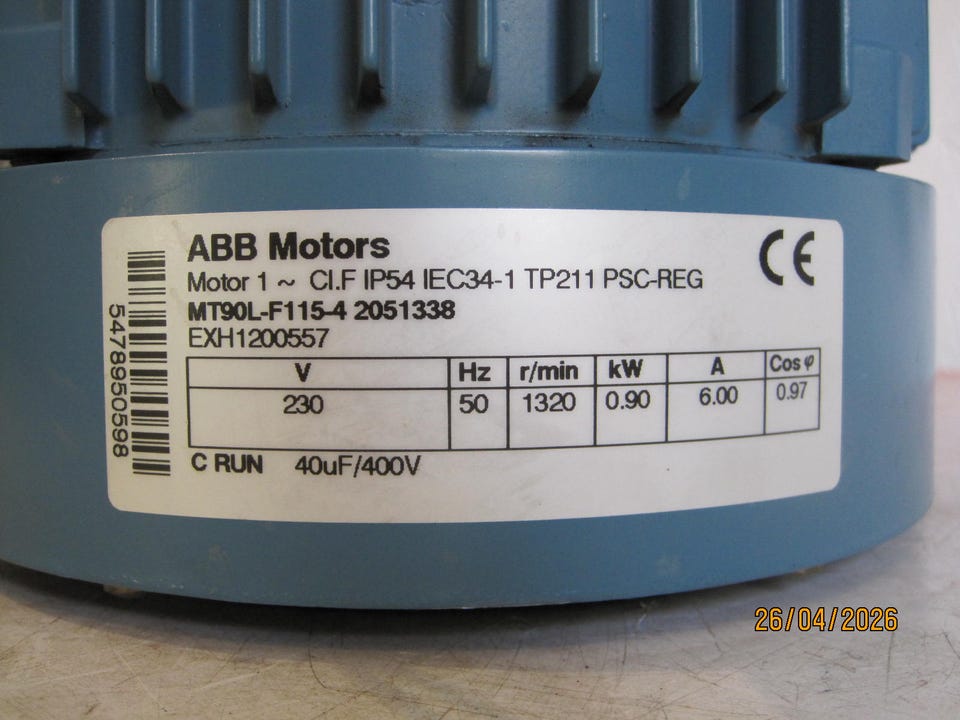 ABB Motors
CE
Motor 1 ~ Cl.F IP54 IEC34-1 TP211 PSC-REG
MT90L-F115-4 2051338
EXH1200557
V Hz r/min kW A Cos φ
230 50 1320 0.90 6.00 0.97
C RUN 40uF/400V
5478950598
26/04/2026